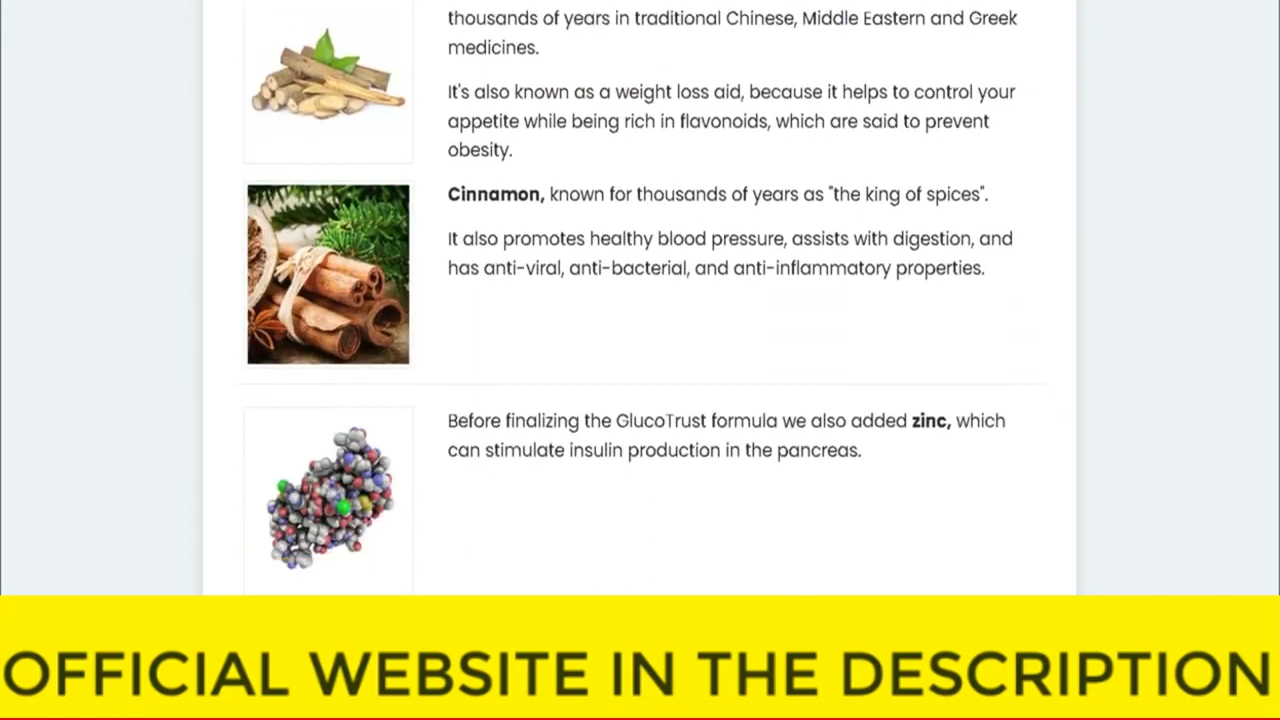 thousands of years in traditional Chinese, Middle Eastern and Greek
medicines.
It's also known as a weight loss aid, because it helps to control your
appetite while being rich in flavonoids, which are said to prevent
obesity.
Cinnamon, known for thousands of years as "the king of spices".
It also promotes healthy blood pressure, assists with digestion, and
has anti-viral, anti-bacterial, and anti-inflammatory properties.
Before finalizing the GlucoTrust formula we also added zinc, which
can stimulate insulin production in the pancreas.
OFFICIAL WEBSITE IN THE DESCRIPTION